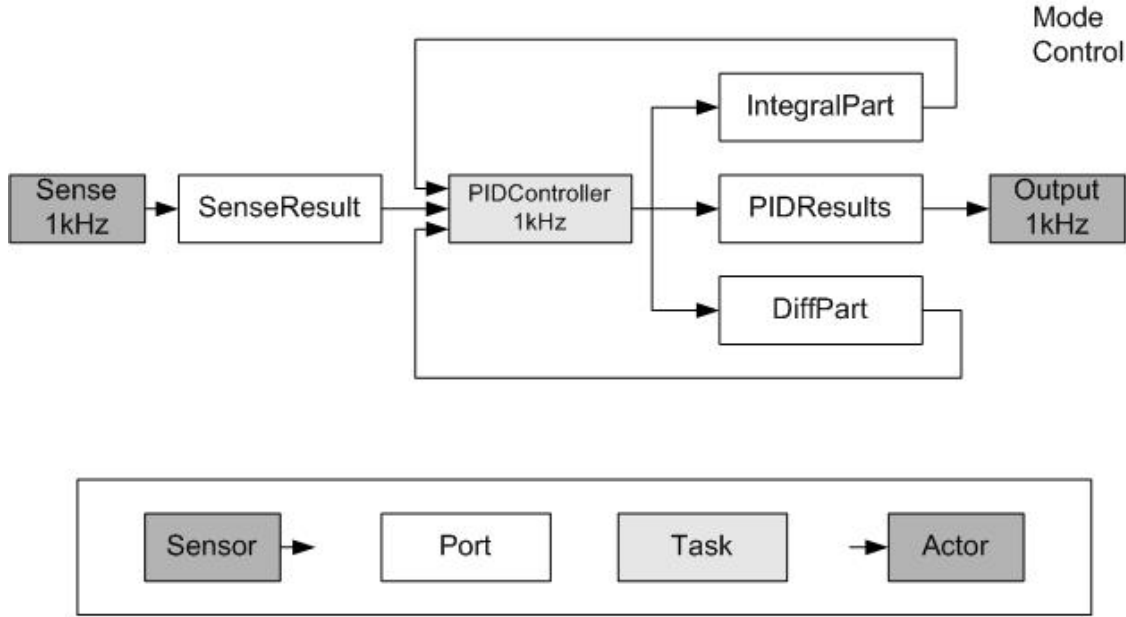 Mode
Control
IntegralPart
Sense
1kHz
SenseResult
PIDController
1kHz
PIDResults
Output
1kHz
DiffPart
Sensor
Port
Task
Actor